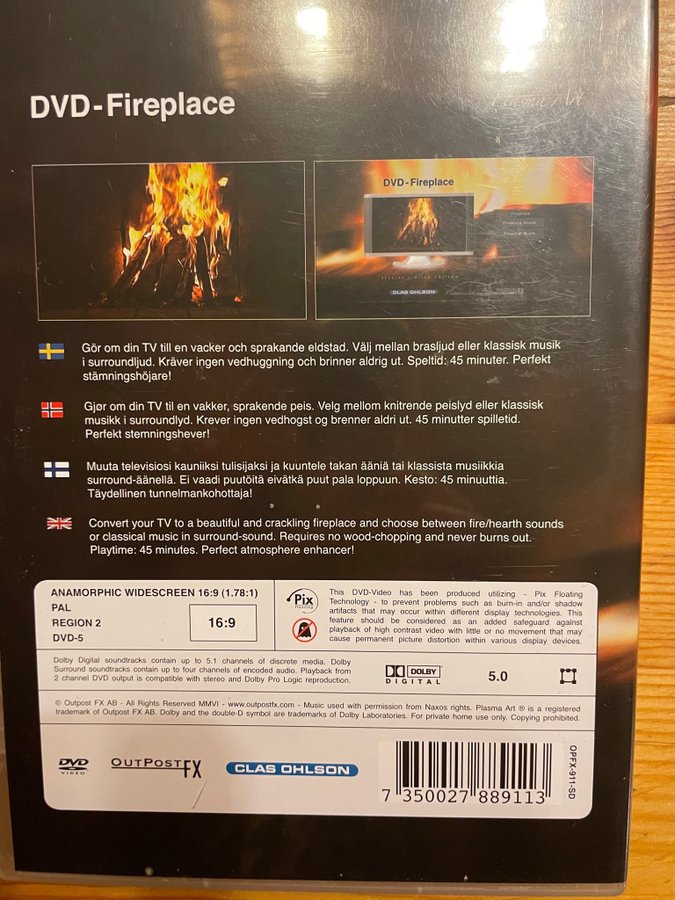 Plasma Art
DVD-Fireplace
DVD-Fireplace
Fireplace
Fireplace Sound
Classical Music
SPECIAL LIMITED EDITION
CLAS OHLSON
Gör om din TV till en vacker och sprakande eldstad. Välj mellan brasljud eller klassisk musik
i surroundljud. Kräver ingen vedhuggning och brinner aldrig ut. Speltid: 45 minuter. Perfekt
stämningshöjare!
Gjør om din TV til en vakker, sprakende peis. Velg mellom knitrende peislyd eller klassisk
musikk i surroundlyd. Krever ingen vedhogst og brenner aldri ut. 45 minutter spilletid.
Perfekt stemningshever!
Muuta televisiosi kauniiksi tulisijaksi ja kuuntele takan ääniä tai klassista musiikkia
surround-äänellä. Ei vaadi puutöitä eivätkä puut pala loppuun. Kesto: 45 minuuttia.
Täydellinen tunnelmankohottaja!
Convert your TV to a beautiful and crackling fireplace and choose between fire/hearth sounds
or classical music in surround-sound. Requires no wood-chopping and never burns out.
Playtime: 45 minutes. Perfect atmosphere enhancer!
ANAMORPHIC WIDESCREEN 16:9 (1.78:1)
PAL
REGION 2
DVD-5
16:9
Pix
floating
This DVD-Video has been produced utilizing - Pix Floating
Technology - to prevent problems such as burn-in and/or shadow
artifacts that may occur within different display technologies. This
feature should be considered as an added safeguard against
playback of high contrast video with little or no movement that may
cause permanent picture distortion within various display devices.
Dolby Digital soundtracks contain up to 5.1 channels of discrete media. Dolby
Surround soundtracks contain up to four channels of encoded audio. Playback from
2 channel DVD output is compatible with stereo and Dolby Pro Logic reproduction.
DOLBY
DIGITAL
5.0
© Outpost FX AB - All Rights Reserved MMVI - www.outpostfx.com - Music used with permission from Naxos rights. Plasma Art ® is a registered
trademark of Outpost FX AB. Dolby and the double-D symbol are trademarks of Dolby Laboratories. For private home use only. Copying prohibited.
DVD
VIDEO
OUTPOST FX
CLAS OHLSON
7 350027 889113
OPFX-911-SD